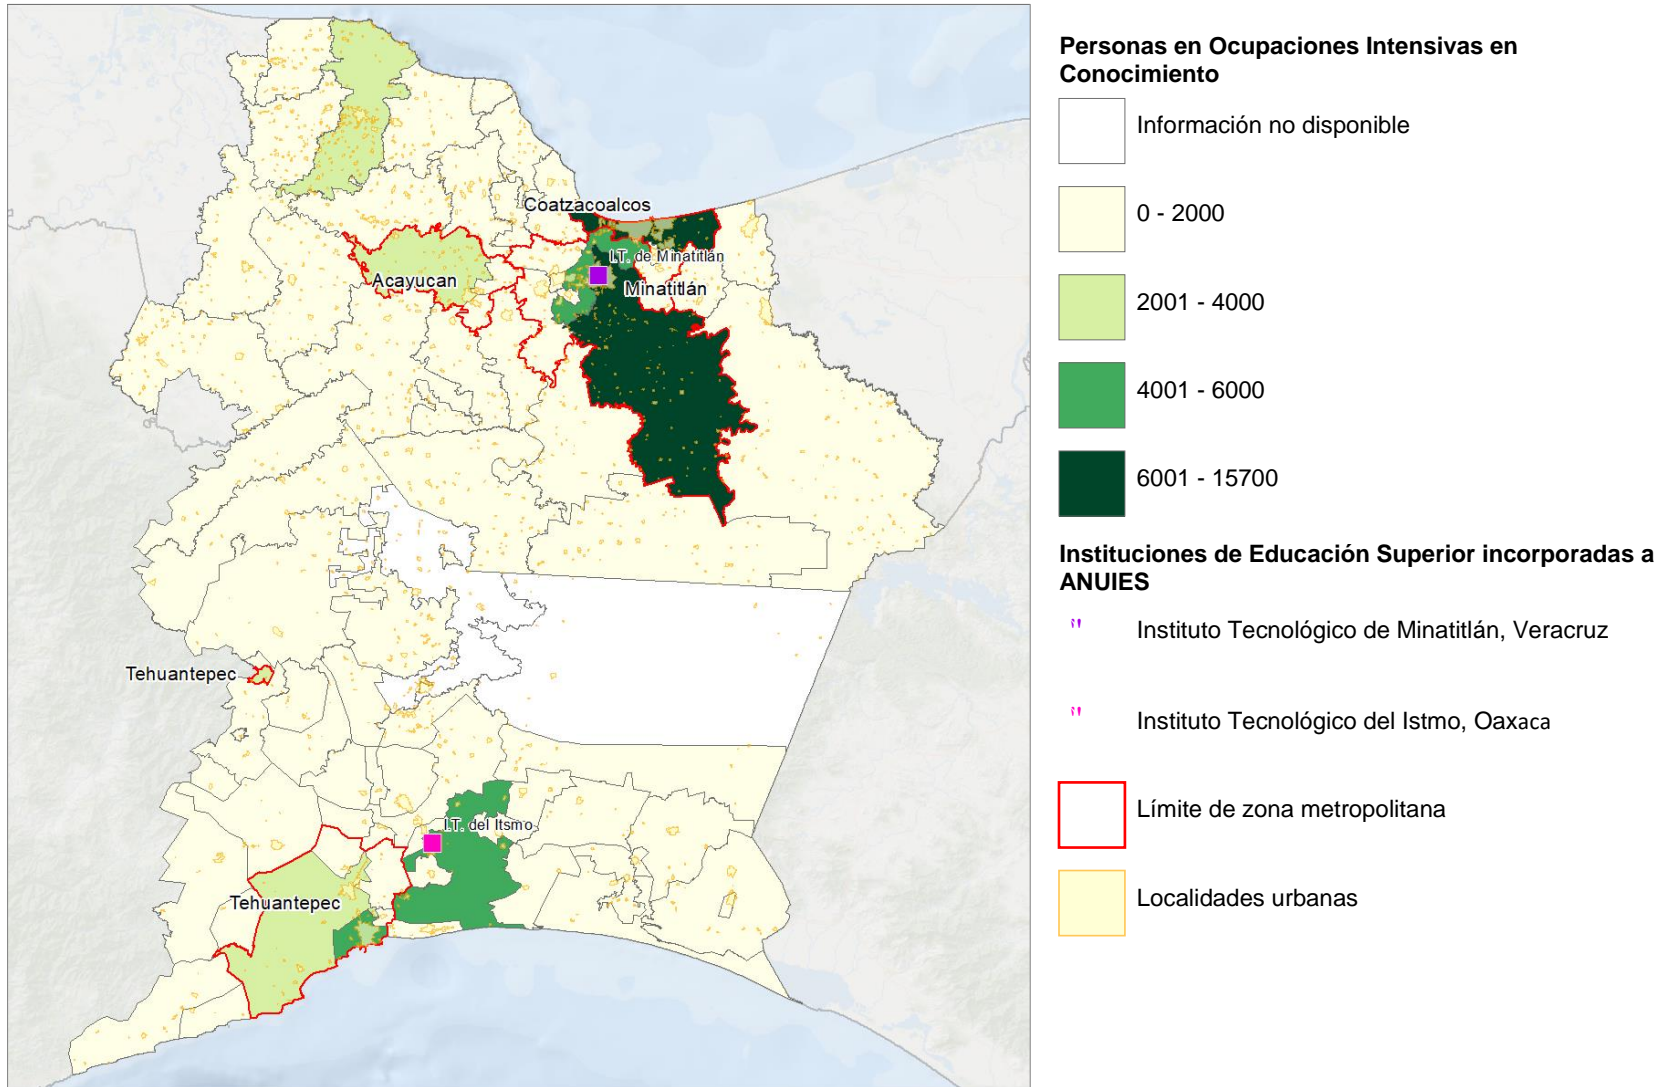 Personas en Ocupaciones Intensivas en
Conocimiento
Información no disponible
0 - 2000
2001 - 4000
4001 - 6000
6001 - 15700
Instituciones de Educación Superior incorporadas a
ANUIES
Instituto Tecnológico de Minatitlán, Veracruz
Instituto Tecnológico del Istmo, Oaxaca
Límite de zona metropolitana
Localidades urbanas
Coatzacoalcos
I.T. de Minatitlán
Acayucan
Minatitlán
Tehuantepec
I.T. del Itsmo
Tehuantepec